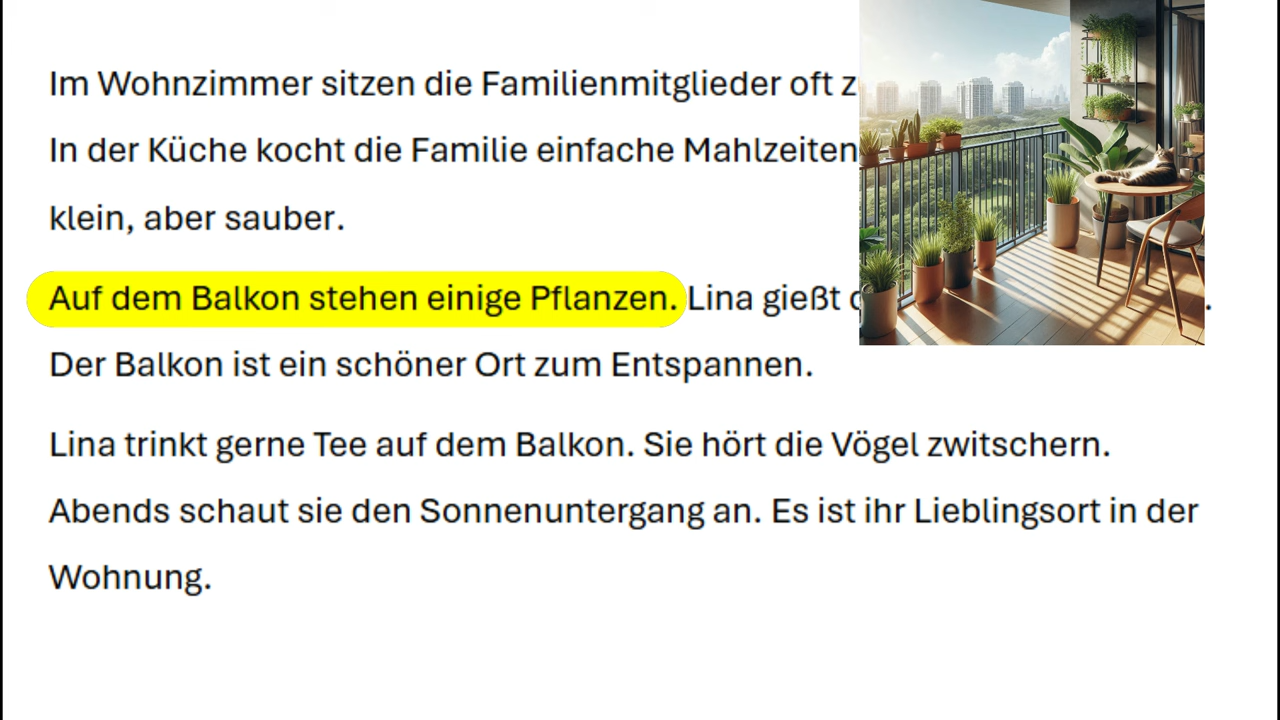 Im Wohnzimmer sitzen die Familienmitglieder oft
In der Küche kocht die Familie einfache Mahlzeiten
klein, aber sauber.
Auf dem Balkon stehen einige Pflanzen. Lina gießt .
Der Balkon ist ein schöner Ort zum Entspannen.
Lina trinkt gerne Tee auf dem Balkon. Sie hört die Vögel zwitschern.
Abends schaut sie den Sonnenuntergang an. Es ist ihr Lieblingsort in der
Wohnung.